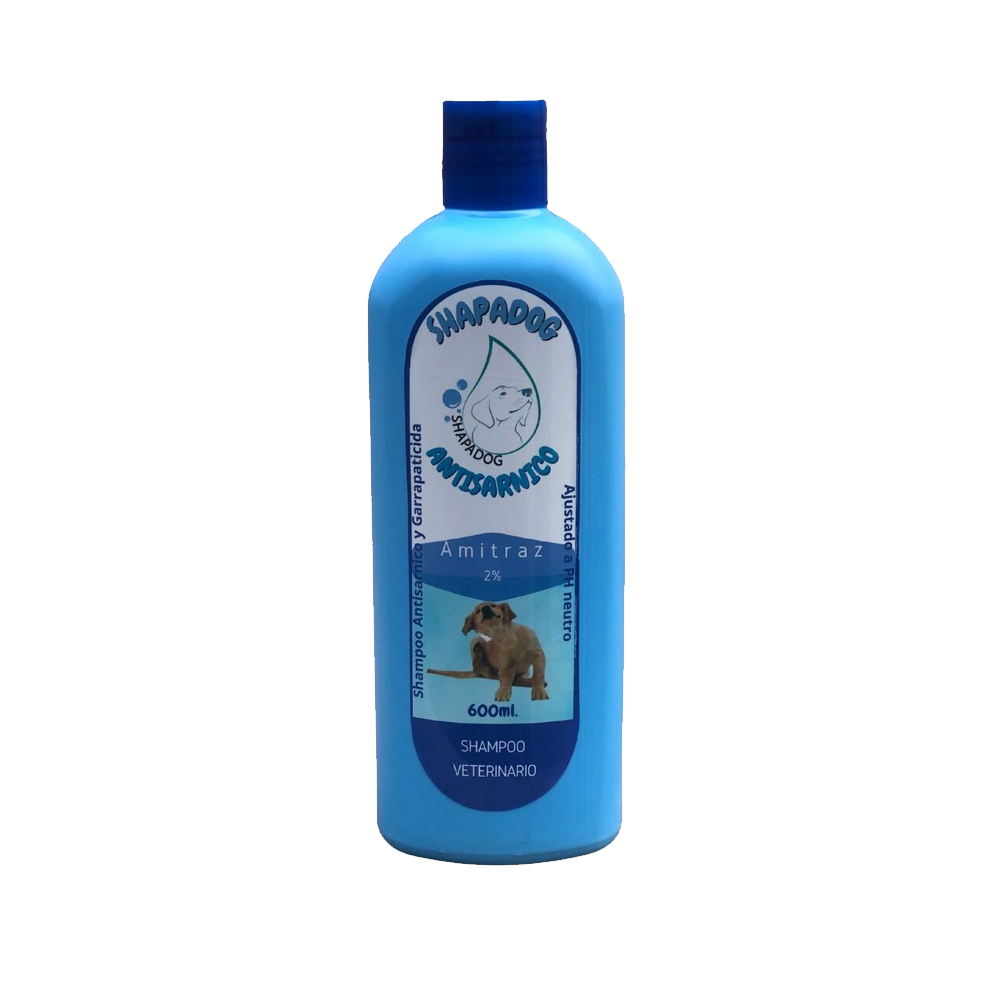 SHAPADOG
SHAPADOG
ANTISARNICO
Shampoo Antisarnico y Garrapaticida
Ajustado a PH neutro
Amitraz
2%
600ml.
SHAMPOO
VETERINARIO